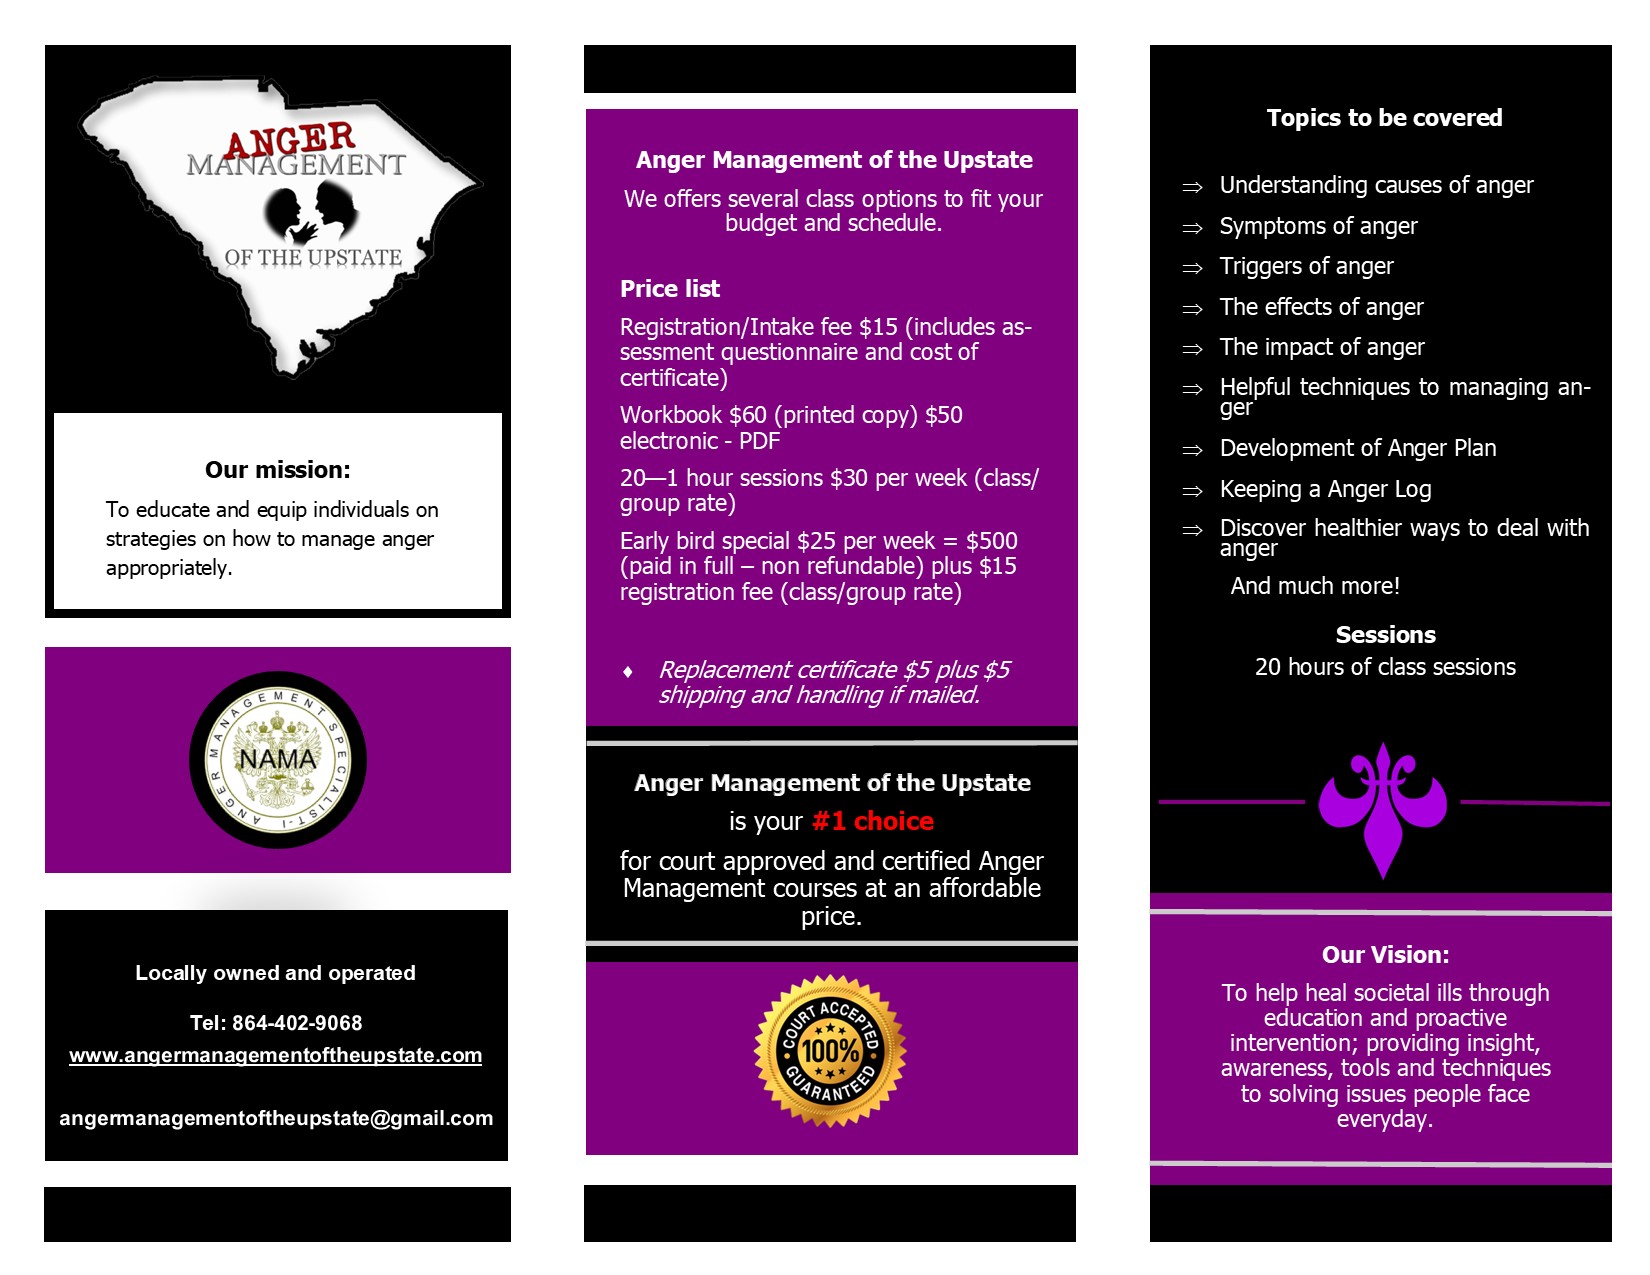 ANGER
MANAGEMENT
OF THE UPSTATE
Our mission:
To educate and equip individuals on
strategies on how to manage anger
appropriately.
ANGER MANAGEMENT SPECIALIST-I
NAMA
Locally owned and operated
Tel: 864-402-9068
www.angermanagementoftheupstate.com
angermanagementoftheupstate@gmail.com
Anger Management of the Upstate
We offers several class options to fit your
budget and schedule.
Price list
Registration/Intake fee $15 (includes as-
sessment questionnaire and cost of
certificate)
Workbook $60 (printed copy) $50
electronic - PDF
20—1 hour sessions $30 per week (class/
group rate)
Early bird special $25 per week = $500
(paid in full – non refundable) plus $15
registration fee (class/group rate)
♦ Replacement certificate $5 plus $5
shipping and handling if mailed.
Anger Management of the Upstate
is your #1 choice
for court approved and certified Anger
Management courses at an affordable
price.
COURT ACCEPTED
100%
GUARANTEED
Topics to be covered
⇒ Understanding causes of anger
⇒ Symptoms of anger
⇒ Triggers of anger
⇒ The effects of anger
⇒ The impact of anger
⇒ Helpful techniques to managing an-
ger
⇒ Development of Anger Plan
⇒ Keeping a Anger Log
⇒ Discover healthier ways to deal with
anger
And much more!
Sessions
20 hours of class sessions
Our Vision:
To help heal societal ills through
education and proactive
intervention; providing insight,
awareness, tools and techniques
to solving issues people face
everyday.